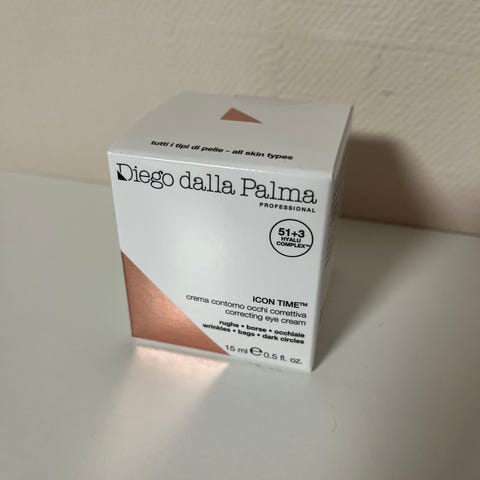 tutti i tipi di pelle - all skin types
Diego dalla Palma
PROFESSIONAL
51+3
HYALU
COMPLEX™
ICON TIME™
crema contorno occhi correttiva
correcting eye cream
rughe • borse • occhiaie
wrinkles • bags • dark circles
15 ml ℮ 0.5 fl. oz.